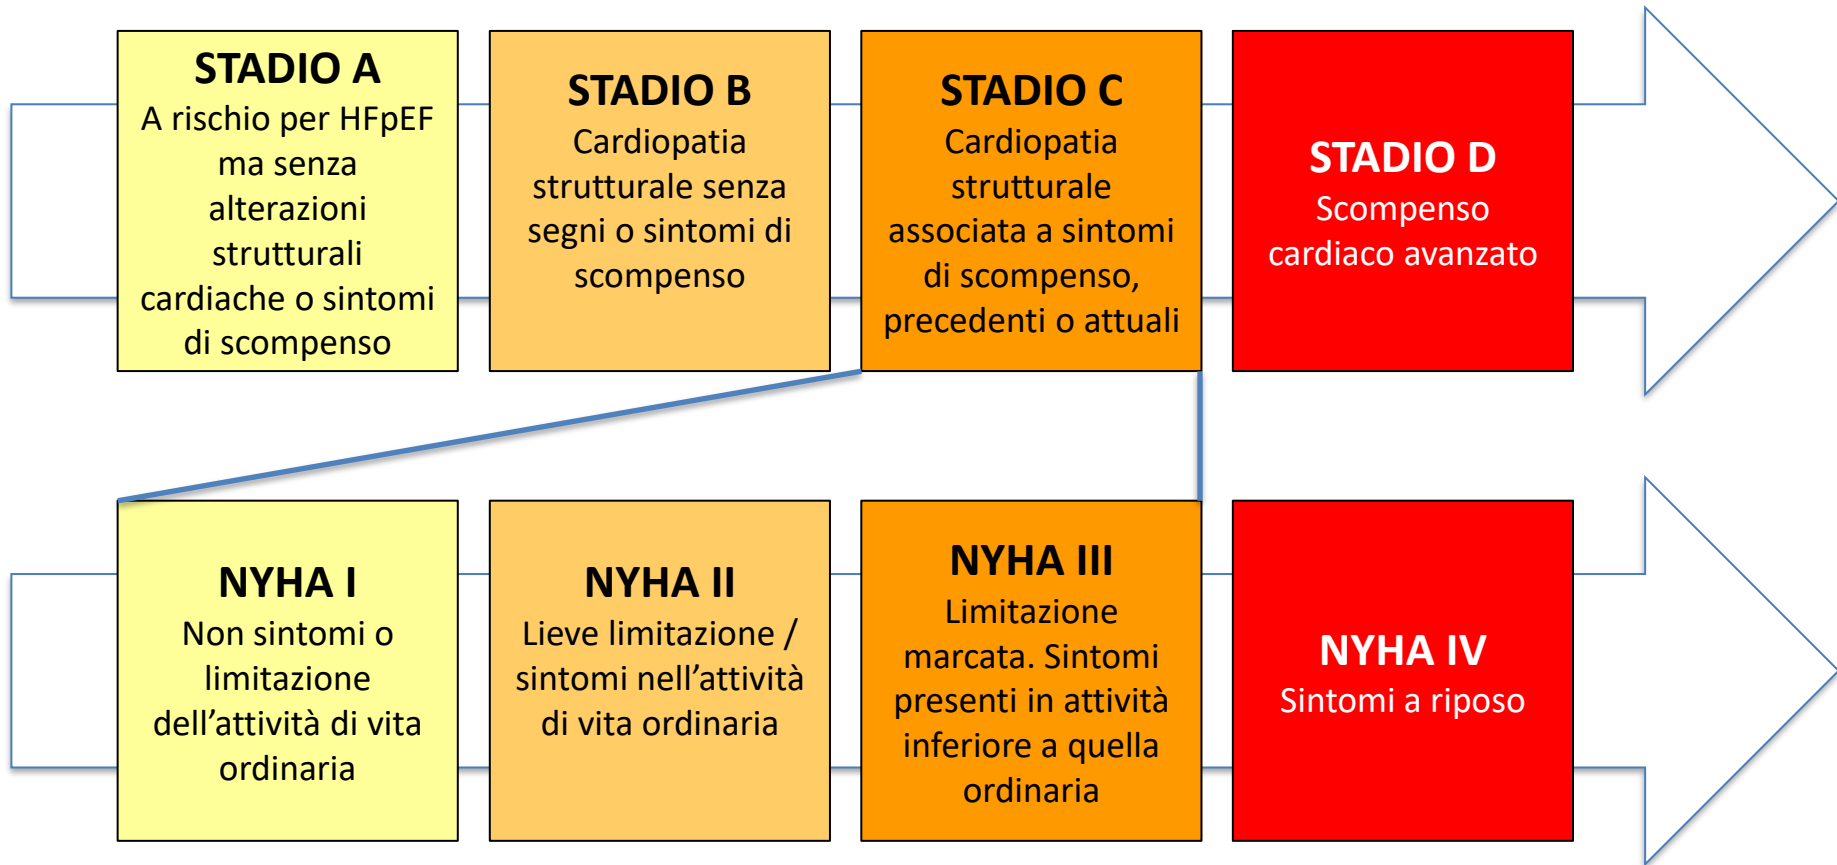 STADIO A
A rischio per HFpEF
ma senza
alterazioni
strutturali
cardiache o sintomi
di scompenso
STADIO B
Cardiopatia
strutturale senza
segni o sintomi di
scompenso
STADIO C
Cardiopatia
strutturale
associata a sintomi
di scompenso,
precedenti o attuali
STADIO D
Scompenso
cardiaco avanzato
NYHA I
Non sintomi o
limitazione
dell’attività di vita
ordinaria
NYHA II
Lieve limitazione /
sintomi nell’attività
di vita ordinaria
NYHA III
Limitazione
marcata. Sintomi
presenti in attività
inferiore a quella
ordinaria
NYHA IV
Sintomi a riposo